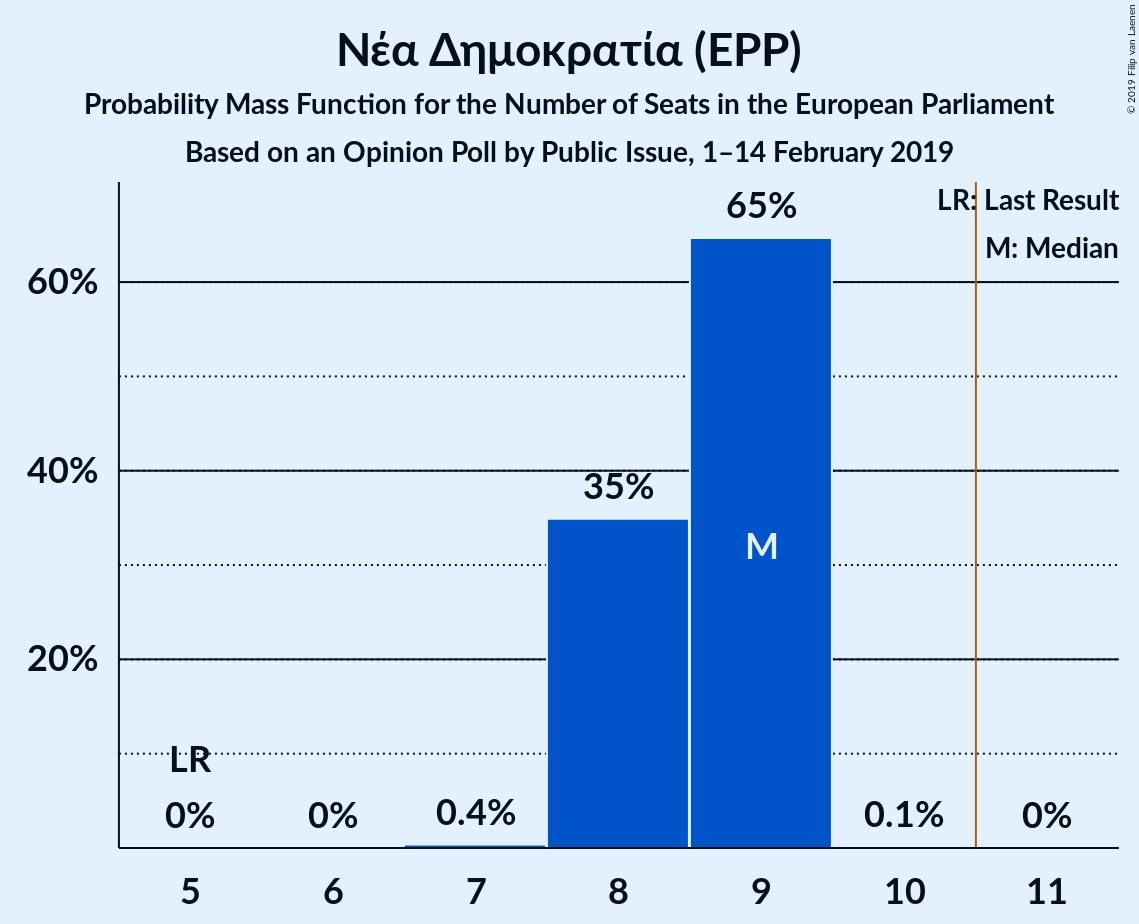 Νέα Δημοκρατία (EPP)
Probability Mass Function for the Number of Seats in the European Parliament
Based on an Opinion Poll by Public Issue, 1–14 February 2019
© 2019 Filip van Laenen
LR: Last Result
M: Median
65%
60%
40%
35%
M
20%
LR
0%
0%
0.4%
0.1%
0%
5
6
7
8
9
10
11